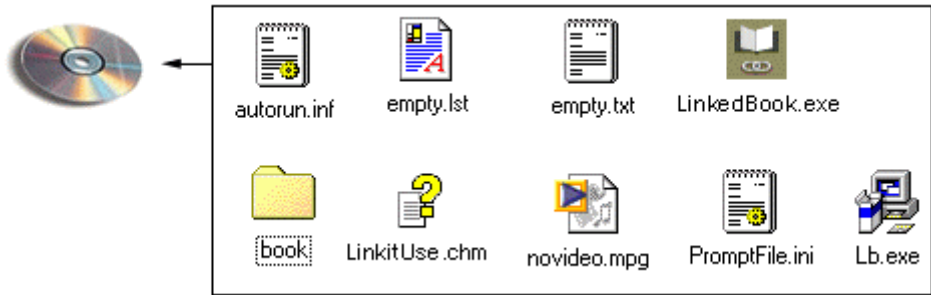 autorun.inf
empty.lst
empty.txt
LinkedBook.exe
book
LinkitUse.chm
novideo.mpg
PromptFile.ini
Lb.exe